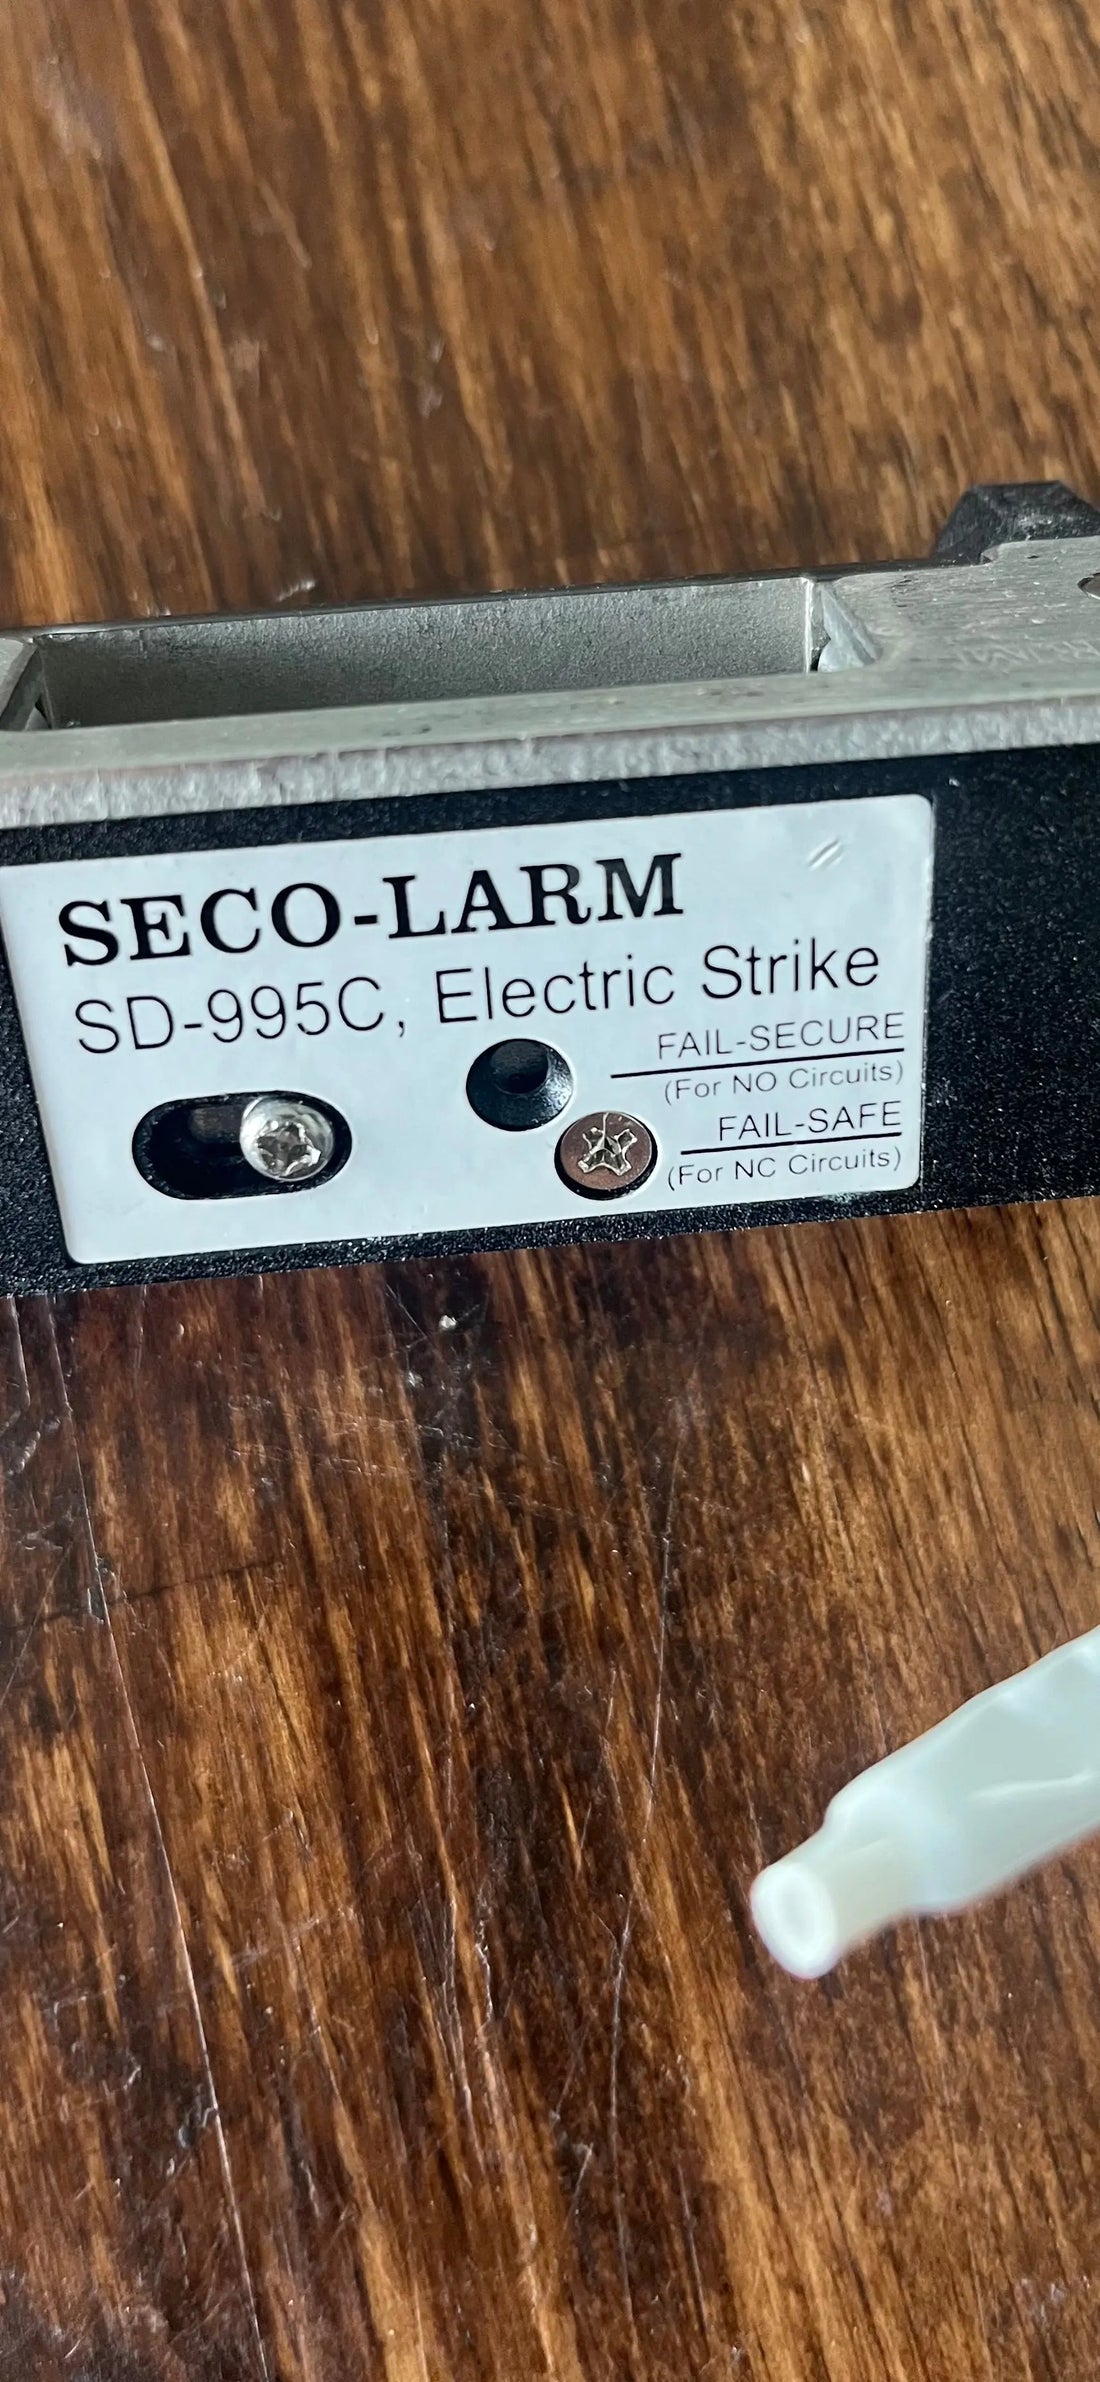 SECO-LARM
SD-995C, Electric Strike
FAIL-SECURE
(For NO Circuits)
FAIL-SAFE
(For NC Circuits)